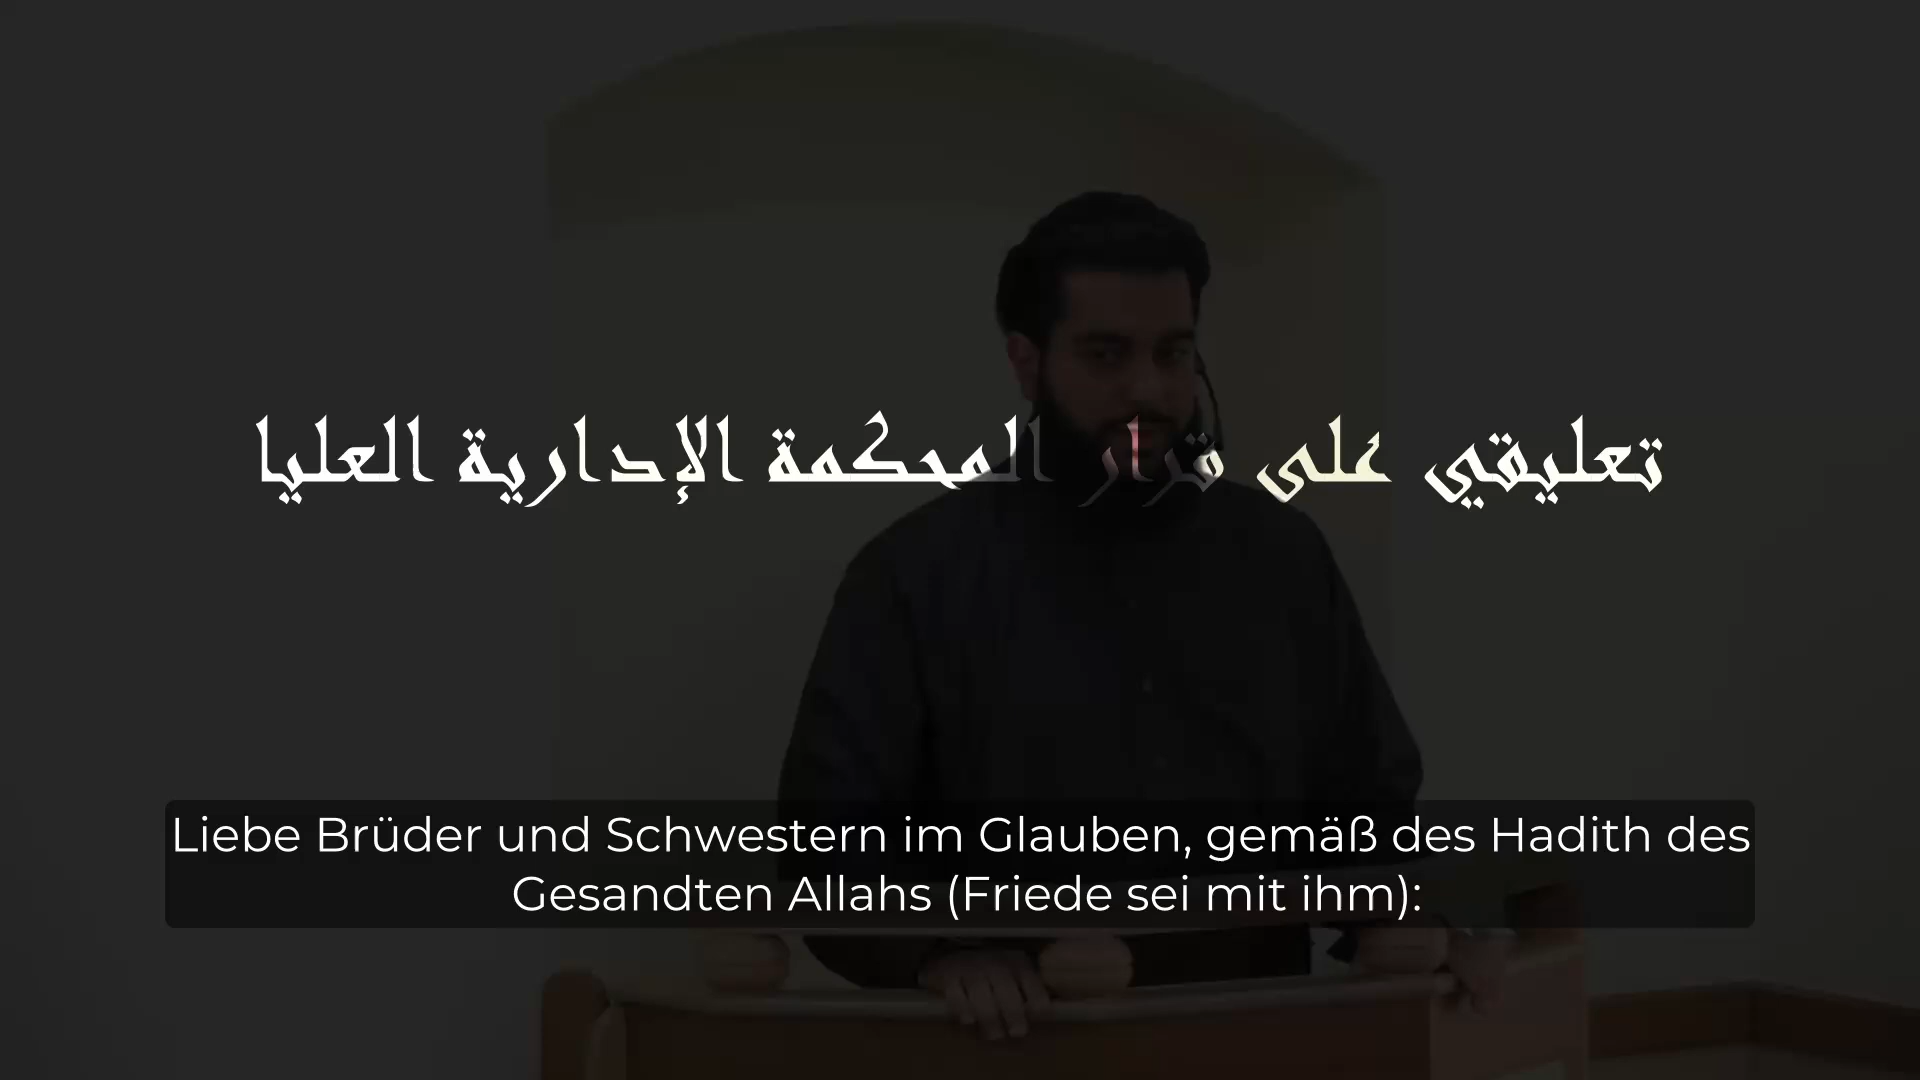 تعليقي على قرار المحكمة الإدارية العليا
Liebe Brüder und Schwestern im Glauben, gemäß des Hadith des
Gesandten Allahs (Friede sei mit ihm):